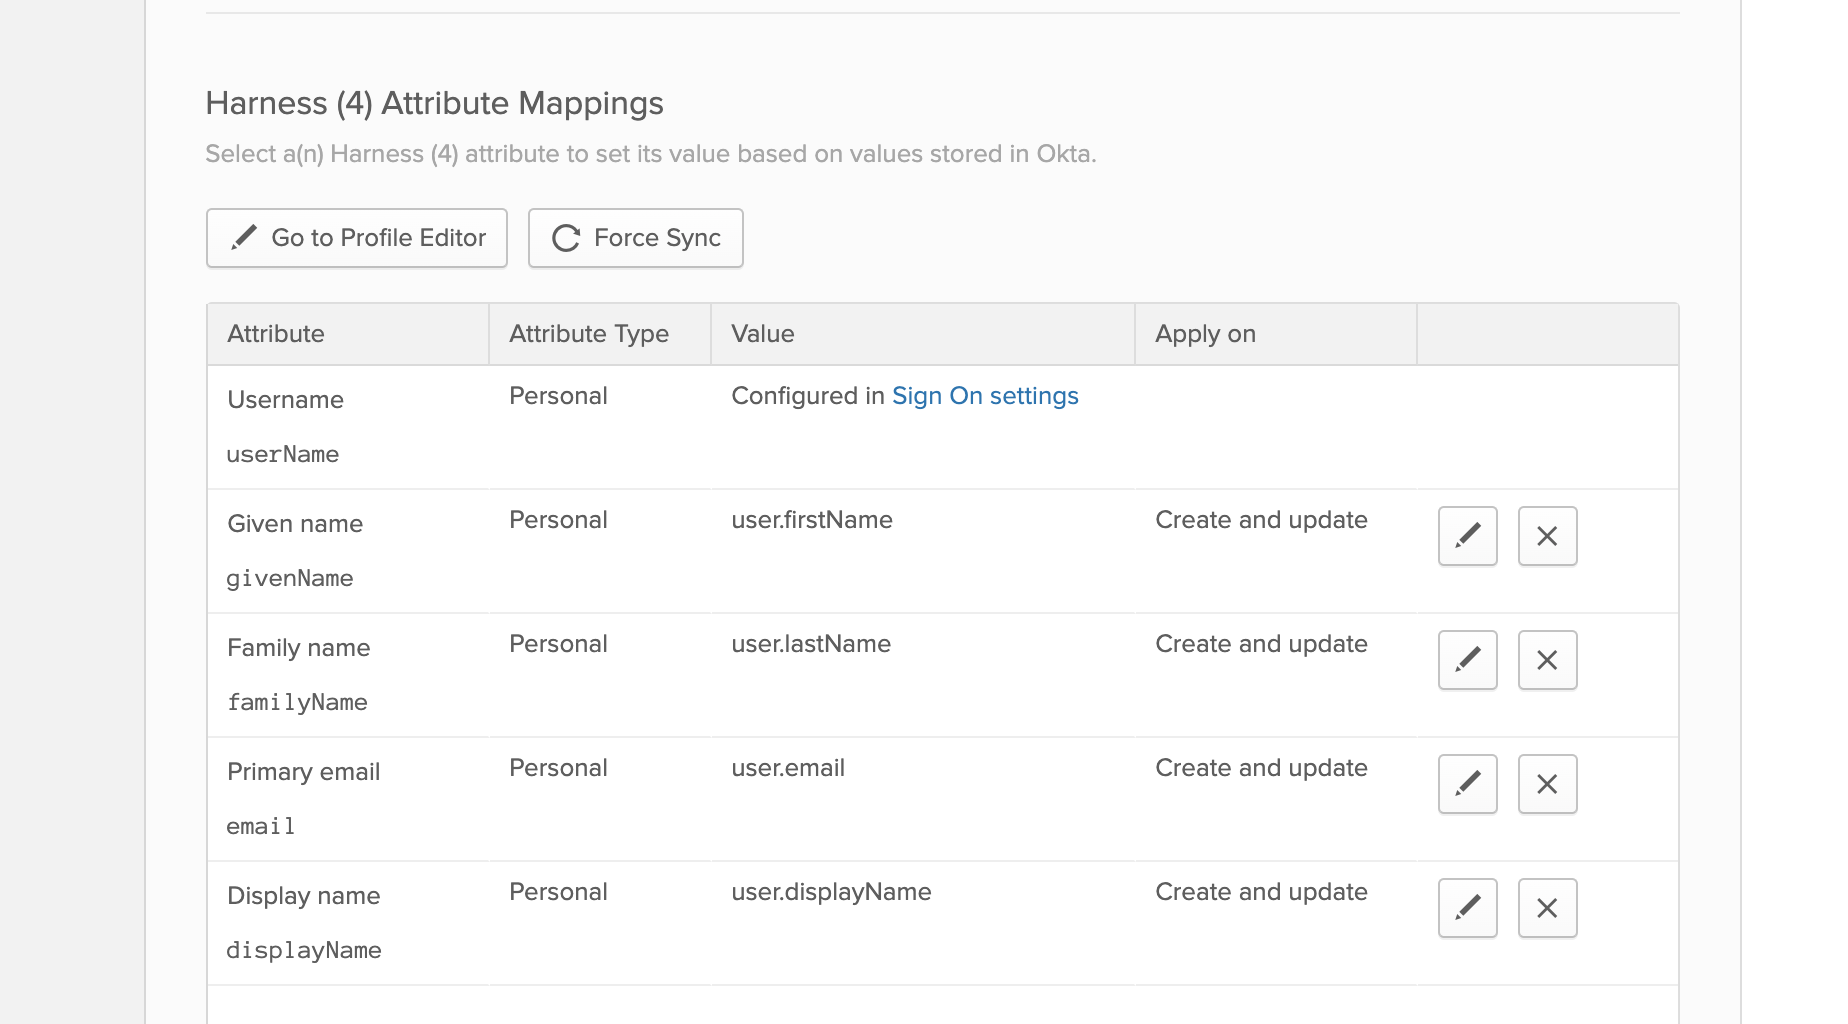 Harness (4) Attribute Mappings
Select a(n) Harness (4) attribute to set its value based on values stored in Okta.
Go to Profile Editor Force Sync
Attribute Attribute Type Value Apply on
Username Personal Configured in Sign On settings
userName
Given name Personal user.firstName Create and update
givenName
Family name Personal user.lastName Create and update
familyName
Primary email Personal user.email Create and update
email
Display name Personal user.displayName Create and update
displayName